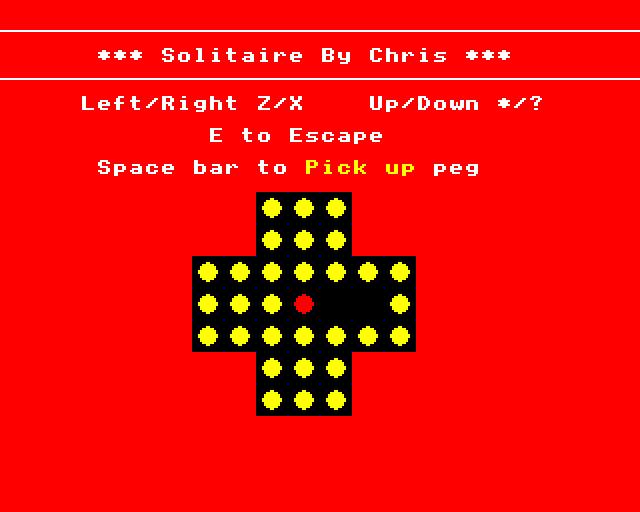 *** Solitaire By Chris ***
Left/Right Z/X    Up/Down */?
E to Escape
Space bar to Pick up peg